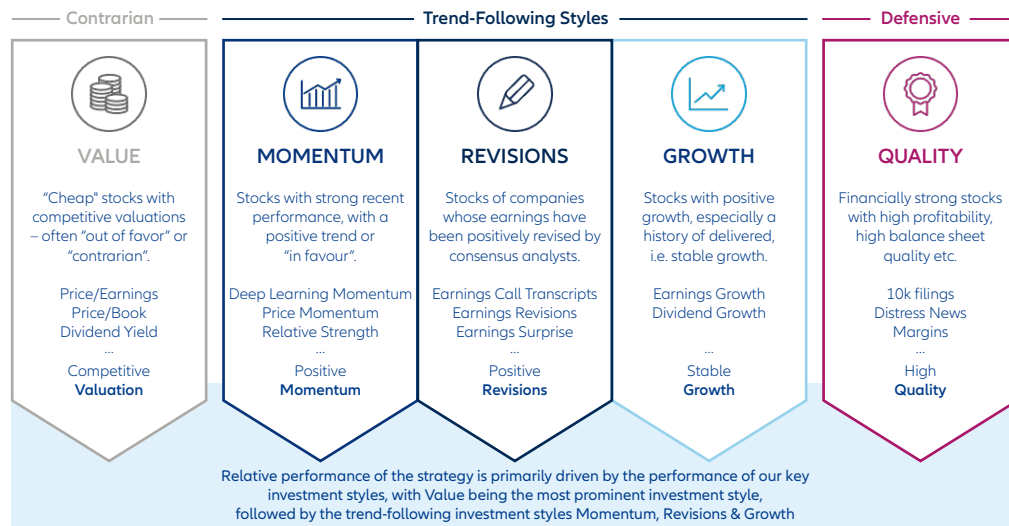 Contrarian
Trend-Following Styles
Defensive
VALUE
"Cheap" stocks with
competitive valuations
– often "out of favor" or
"contrarian".
Price/Earnings
Price/Book
Dividend Yield
...
Competitive
Valuation
MOMENTUM
Stocks with strong recent
performance, with a
positive trend or
"in favour".
Deep Learning Momentum
Price Momentum
Relative Strength
...
Positive
Momentum
REVISIONS
Stocks of companies
whose earnings have
been positively revised by
consensus analysts.
Earnings Call Transcripts
Earnings Revisions
Earnings Surprise
...
Positive
Revisions
GROWTH
Stocks with positive
growth, especially a
history of delivered,
i.e. stable growth.
Earnings Growth
Dividend Growth
...
Stable
Growth
QUALITY
Financially strong stocks
with high profitability,
high balance sheet
quality etc.
10k filings
Distress News
Margins
...
High
Quality
Relative performance of the strategy is primarily driven by the performance of our key
investment styles, with Value being the most prominent investment style,
followed by the trend-following investment styles Momentum, Revisions & Growth